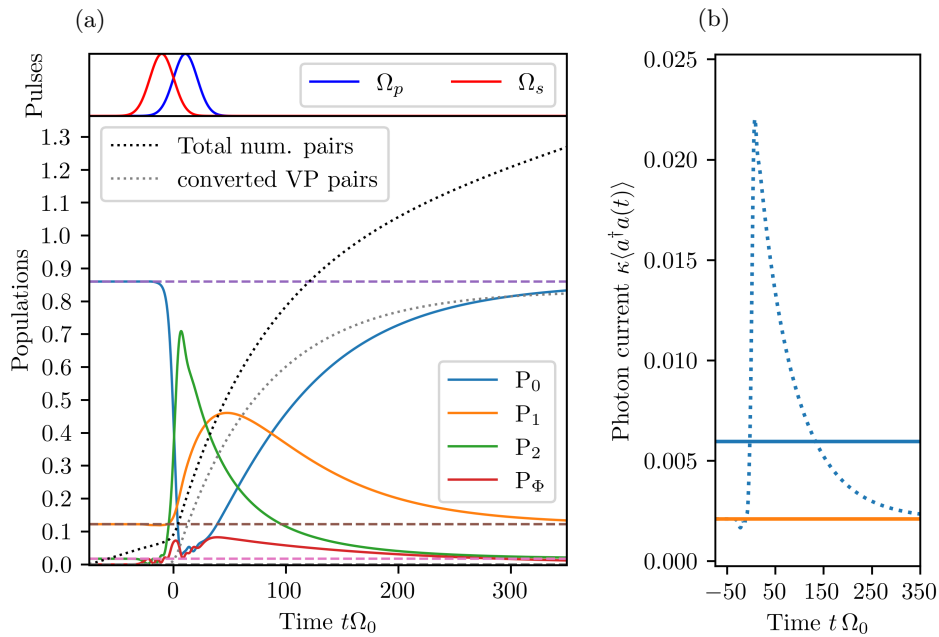 (a)
Pulses
Ω_p
Ω_s
Populations
1.3
1.2
1.1
1.0
0.9
0.8
0.7
0.6
0.5
0.4
0.3
0.2
0.1
0.0
Total num. pairs
converted VP pairs
P_0
P_1
P_2
P_Φ
0 100 200 300
Time tΩ_0
(b)
Photon current κ⟨a†a(t)⟩
0.025
0.020
0.015
0.010
0.005
0.000
−50 50 150 250 350
Time t Ω_0